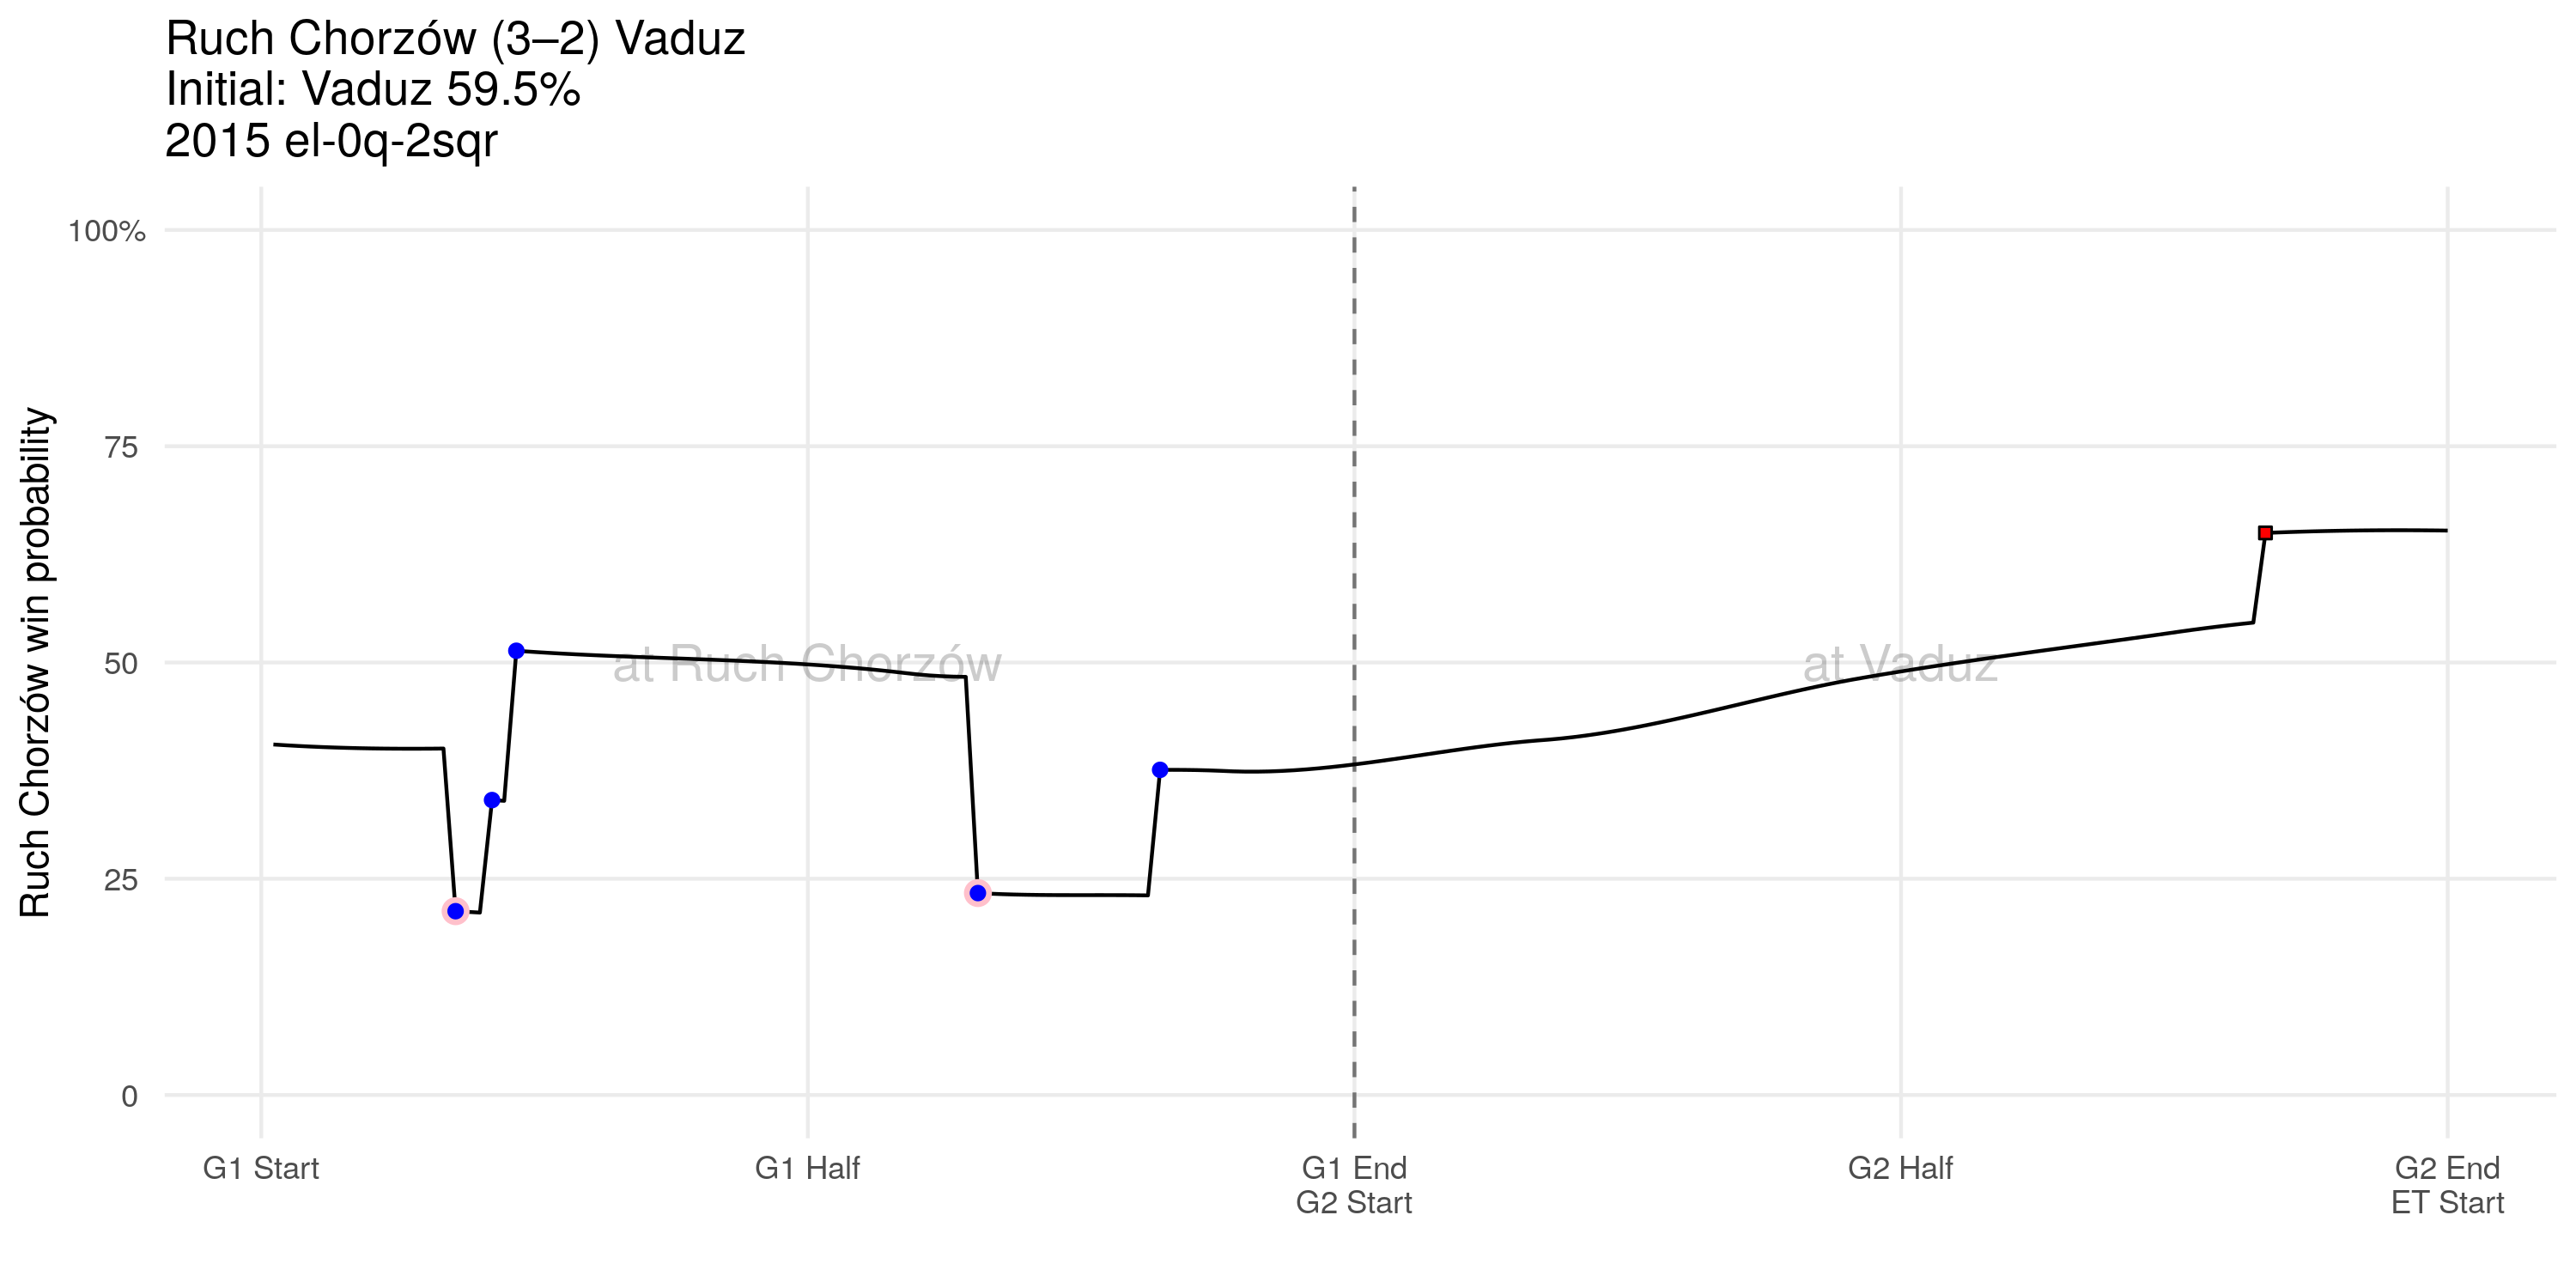 Ruch Chorzów (3–2) Vaduz
Initial: Vaduz 59.5%
2015 el-0q-2sqr
Ruch Chorzów win probability
100%
75
50
25
0
at Ruch Chorzów
at Vaduz
G1 Start
G1 Half
G1 End
G2 Start
G2 Half
G2 End
ET Start